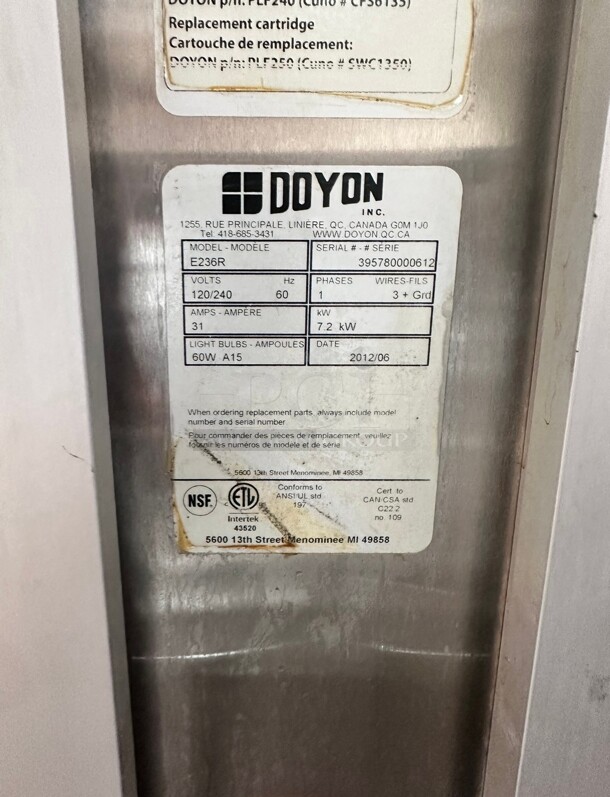 DOYON p/n: PLF240 (Cuno # CFS6135)
Replacement cartridge
Cartouche de remplacement:
DOYON p/n: PLF250 (Cuno # SWC1350)
DOYON
INC.
1255, RUE PRINCIPALE, LINIÈRE, QC, CANADA G0M 1J0
Tel: 418-685-3431 WWW.DOYON.QC.CA
MODEL - MODÈLE SERIAL # - # SÉRIE
E236R 395780000612
VOLTS Hz PHASES WIRES-FILS
120/240 60 1 3 + Grd
AMPS - AMPÈRE kW
31 7.2 kW
LIGHT BULBS - AMPOULES DATE
60W A15 2012/06
When ordering replacement parts, always include model
number and serial number
Pour commander des pièces de remplacement, veuillez
fournir les numéros de modèle et de série
5600 13th Street Menominee, MI 49858
NSF
ETL
Intertek
43520
Conforms to
ANSI/UL std
197
Cert to
CAN-CSA std
C22.2
no 109
5600 13th Street Menominee MI 49858